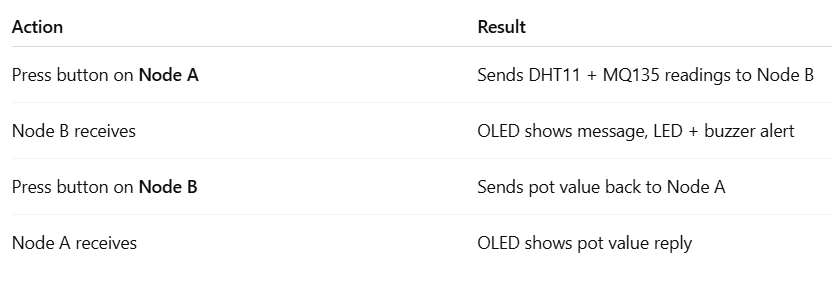 Action Result
Press button on Node A Sends DHT11 + MQ135 readings to Node B
Node B receives OLED shows message, LED + buzzer alert
Press button on Node B Sends pot value back to Node A
Node A receives OLED shows pot value reply